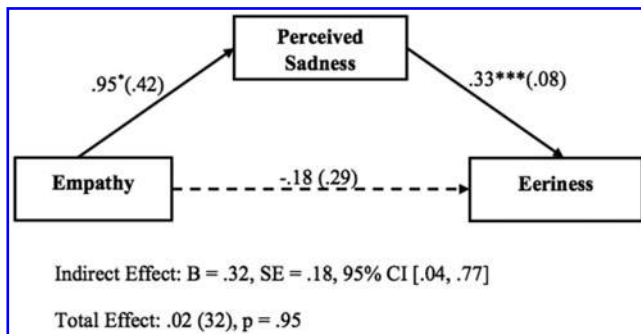 Perceived
Sadness
.95*(.42)
.33***(.08)
Empathy
-.18 (.29)
Eeriness
Indirect Effect: B = .32, SE = .18, 95% CI [.04, .77]
Total Effect: .02 (32), p = .95